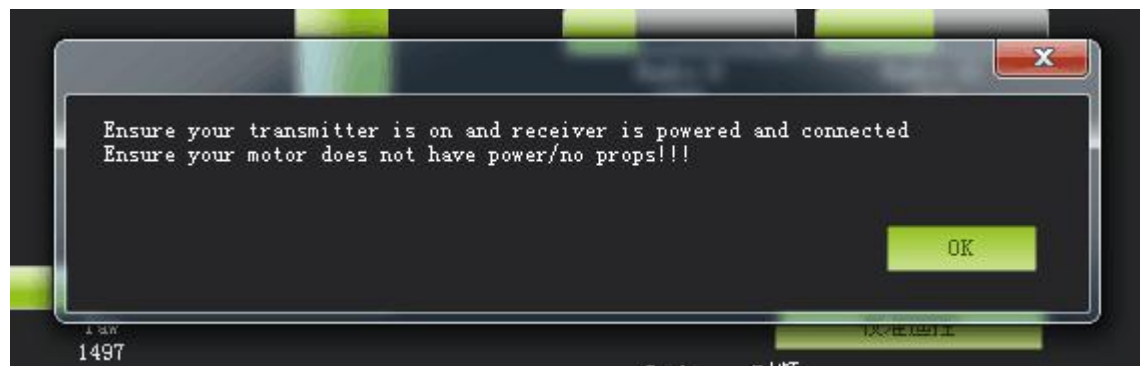 Ensure your transmitter is on and receiver is powered and connected
Ensure your motor does not have power/no props!!!
OK
Yaw
1497